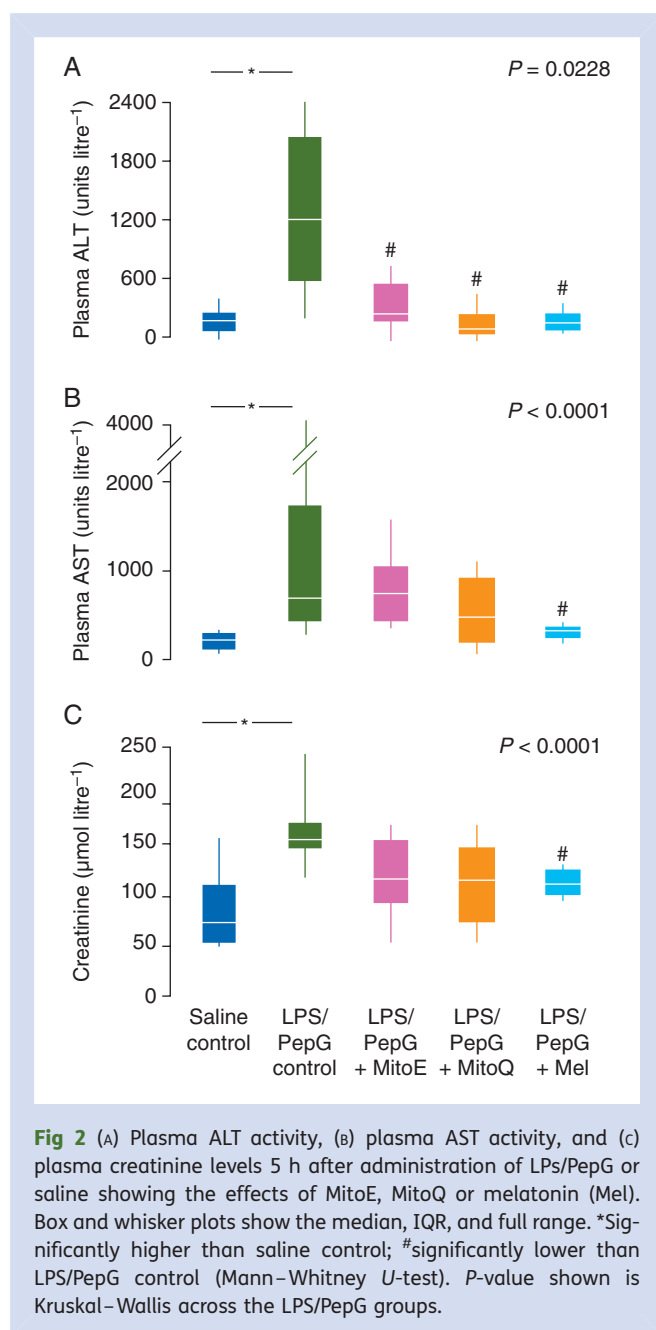 A
*
P = 0.0228
2400
1800
1200
600
0
Plasma ALT (units litre⁻¹)
#
#
#
B
*
P < 0.0001
4000
2000
1000
0
Plasma AST (units litre⁻¹)
#
C
*
P < 0.0001
250
200
150
100
50
0
Creatinine (µmol litre⁻¹)
#
Saline control
LPS/ PepG control
LPS/ PepG + MitoE
LPS/ PepG + MitoQ
LPS/ PepG + Mel
Fig 2 (A) Plasma ALT activity, (B) plasma AST activity, and (C)
plasma creatinine levels 5 h after administration of LPs/PepG or
saline showing the effects of MitoE, MitoQ or melatonin (Mel).
Box and whisker plots show the median, IQR, and full range. *Sig-
nificantly higher than saline control; #significantly lower than
LPS/PepG control (Mann–Whitney U-test). P-value shown is
Kruskal–Wallis across the LPS/PepG groups.